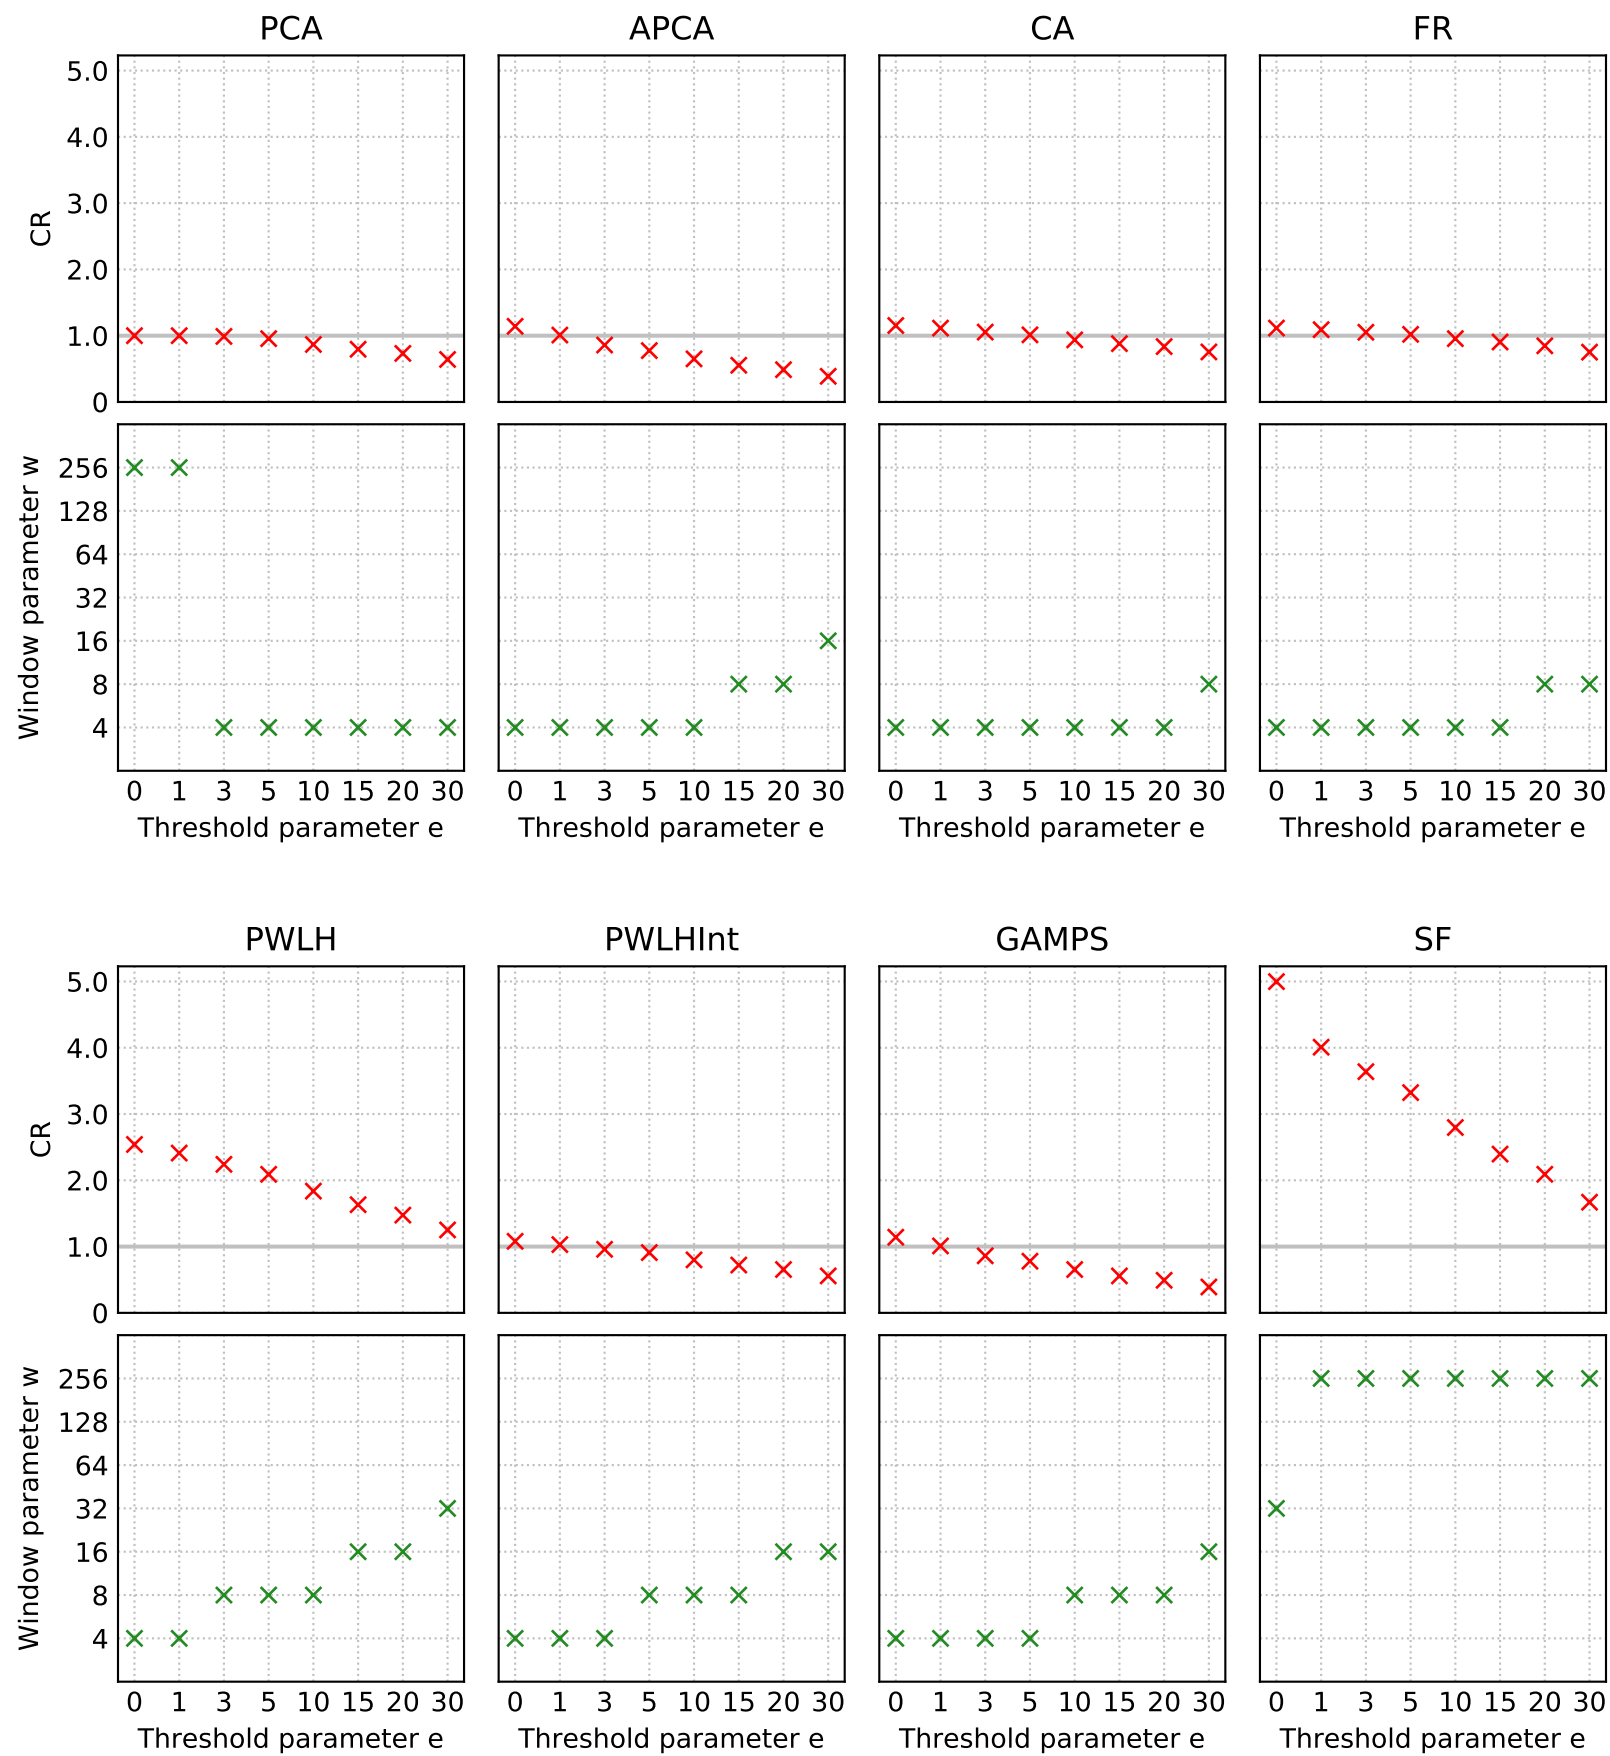 PCA APCA CA FR
5.0
4.0
3.0
2.0
1.0
0
CR
256
128
64
32
16
8
4
Window parameter w
0 1 3 5 10 15 20 30 0 1 3 5 10 15 20 30 0 1 3 5 10 15 20 30 0 1 3 5 10 15 20 30
Threshold parameter e Threshold parameter e Threshold parameter e Threshold parameter e
PWLH PWLHInt GAMPS SF
5.0
4.0
3.0
2.0
1.0
0
CR
256
128
64
32
16
8
4
Window parameter w
0 1 3 5 10 15 20 30 0 1 3 5 10 15 20 30 0 1 3 5 10 15 20 30 0 1 3 5 10 15 20 30
Threshold parameter e Threshold parameter e Threshold parameter e Threshold parameter e